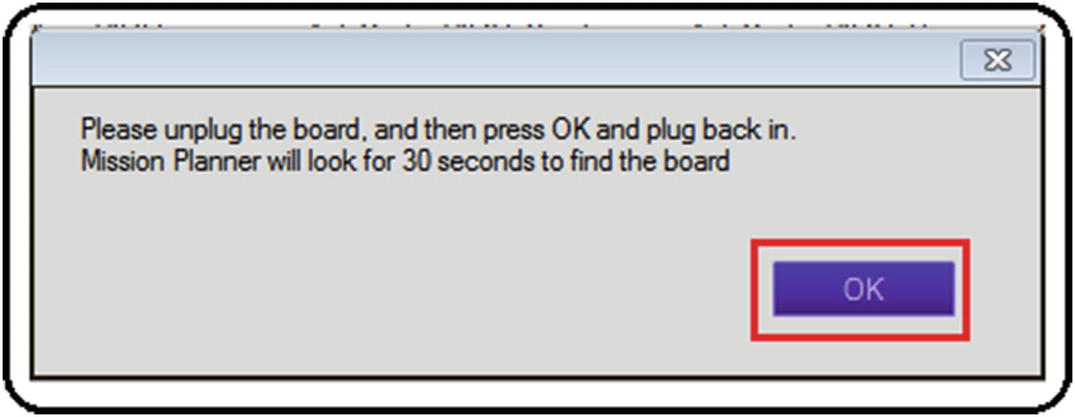 Please unplug the board, and then press OK and plug back in.
Mission Planner will look for 30 seconds to find the board
OK